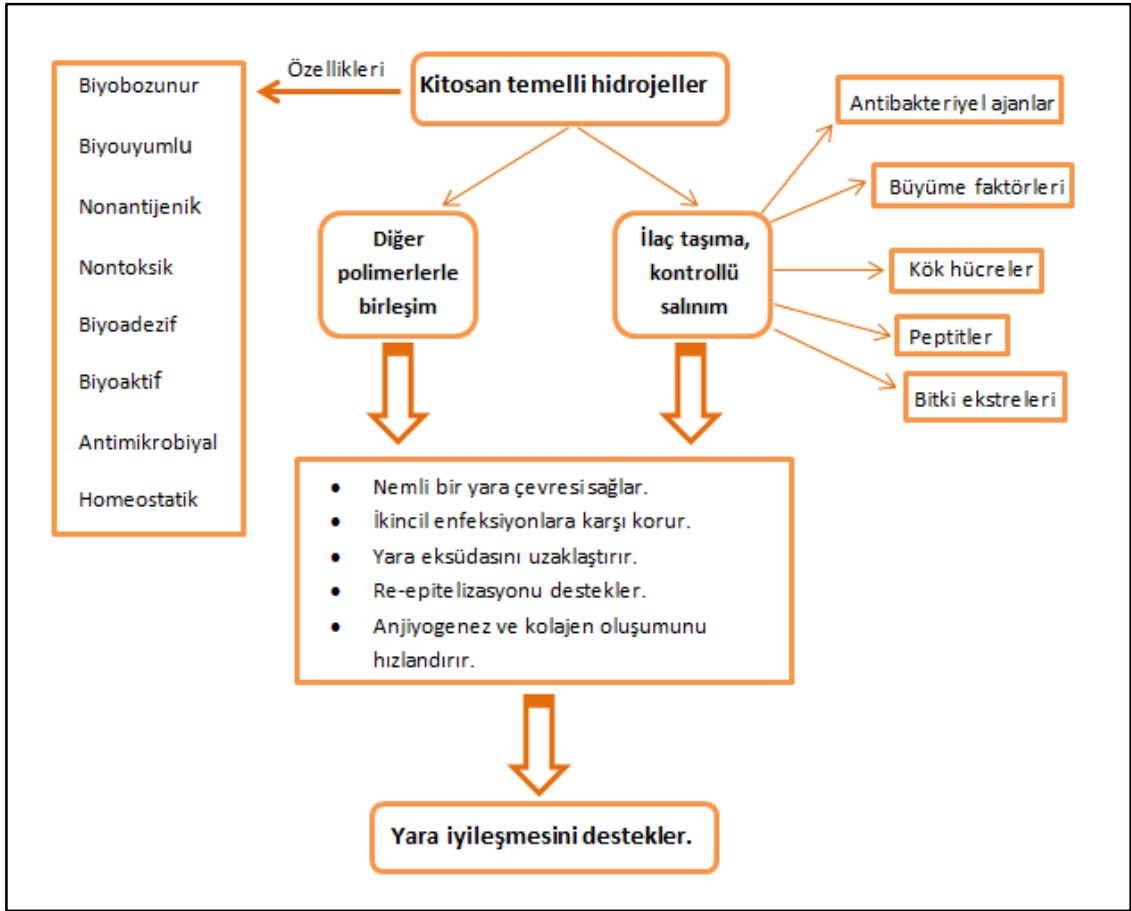 Özellikleri
Kitosan temelli hidrojeller
Biyobozunur
Biyouyumlu
Nonantijenik
Nontoksik
Biyoadezif
Biyoaktif
Antimikrobiyal
Homeostatik
Diğer
polimerlerle
birleşim
İlaç taşıma,
kontrollü
salınım
Antibakteriyel ajanlar
Büyüme faktörleri
Kök hücreler
Peptitler
Bitki ekstreleri
• Nemli bir yara çevresi sağlar.
• İkincil enfeksiyonlara karşı korur.
• Yara eksüdasını uzaklaştırır.
• Re-epitelizasyonu destekler.
• Anjiyogenez ve kolajen oluşumunu
hızlandırır.
Yara iyileşmesini destekler.